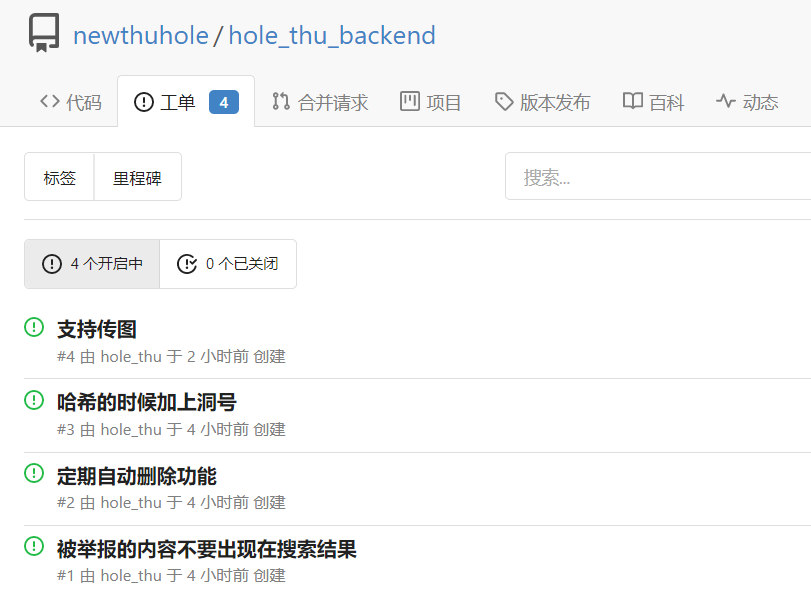 newthuhole / hole_thu_backend
代码 工单 4 合并请求 项目 版本发布 百科 动态
标签 里程碑 搜索...
4 个开启中 0 个已关闭
支持传图
#4 由 hole_thu 于 2 小时前 创建
哈希的时候加上洞号
#3 由 hole_thu 于 4 小时前 创建
定期自动删除功能
#2 由 hole_thu 于 4 小时前 创建
被举报的内容不要出现在搜索结果
#1 由 hole_thu 于 4 小时前 创建